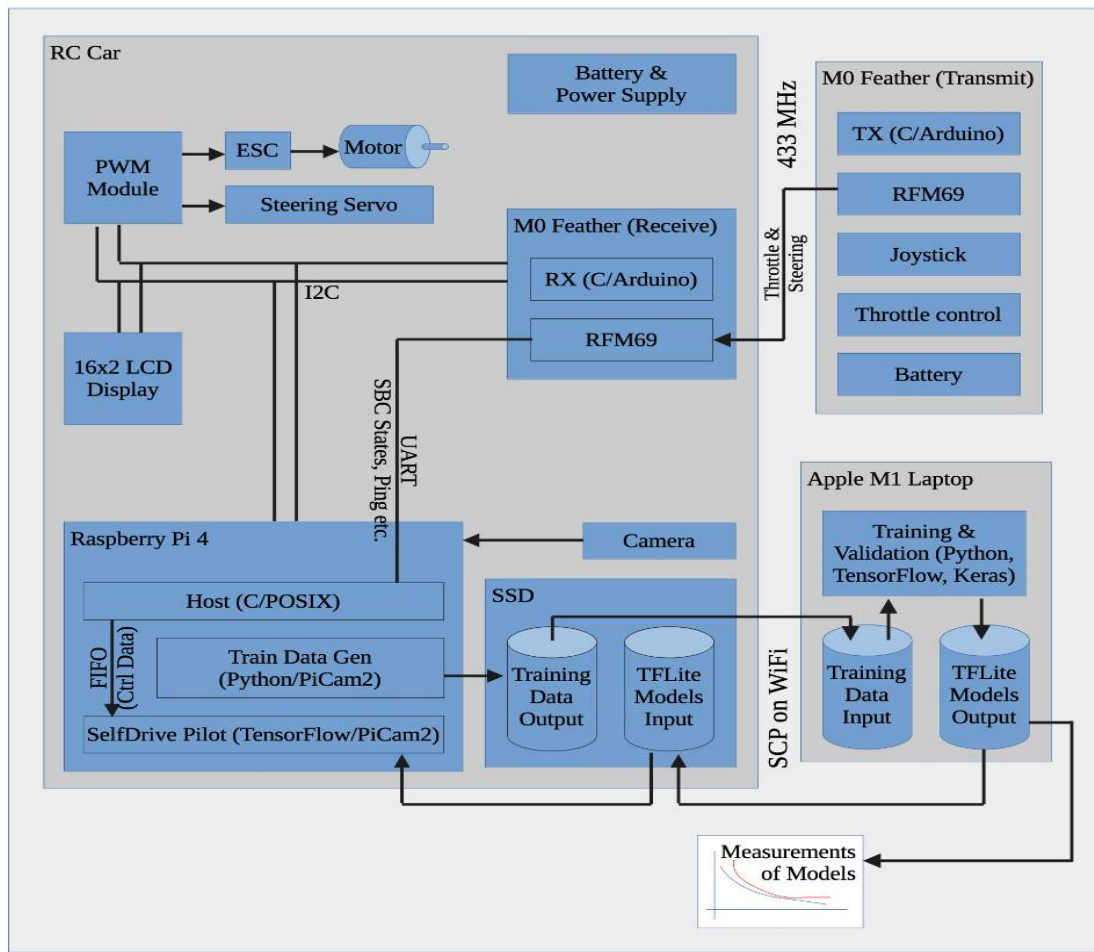 RC Car
Battery &
Power Supply
PWM
Module
ESC
Motor
Steering Servo
I2C
16x2 LCD
Display
M0 Feather (Receive)
RX (C/Arduino)
RFM69
433 MHz
Throttle &
Steering
M0 Feather (Transmit)
TX (C/Arduino)
RFM69
Joystick
Throttle control
Battery
UART
SBC States, Ping etc.
Raspberry Pi 4
Host (C/POSIX)
FIFO
(Ctrl Data)
Train Data Gen
(Python/PiCam2)
SelfDrive Pilot (TensorFlow/PiCam2)
Camera
SSD
Training
Data
Output
TFLite
Models
Input
SCP on WiFi
Apple M1 Laptop
Training &
Validation (Python,
TensorFlow, Keras)
Training
Data
Input
TFLite
Models
Output
Measurements
of Models